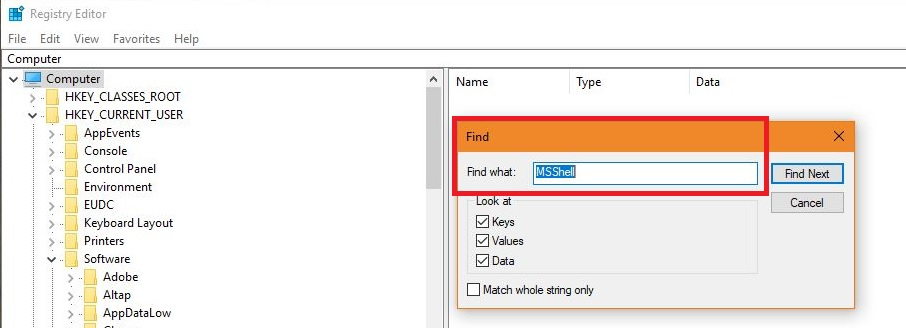 Registry Editor
File Edit View Favorites Help
Computer
Computer
HKEY_CLASSES_ROOT
HKEY_CURRENT_USER
AppEvents
Console
Control Panel
Environment
EUDC
Keyboard Layout
Printers
Software
Adobe
Altap
AppDataLow
Name Type Data
Find
Find what: MSShell
Find Next
Cancel
Look at
Keys
Values
Data
Match whole string only